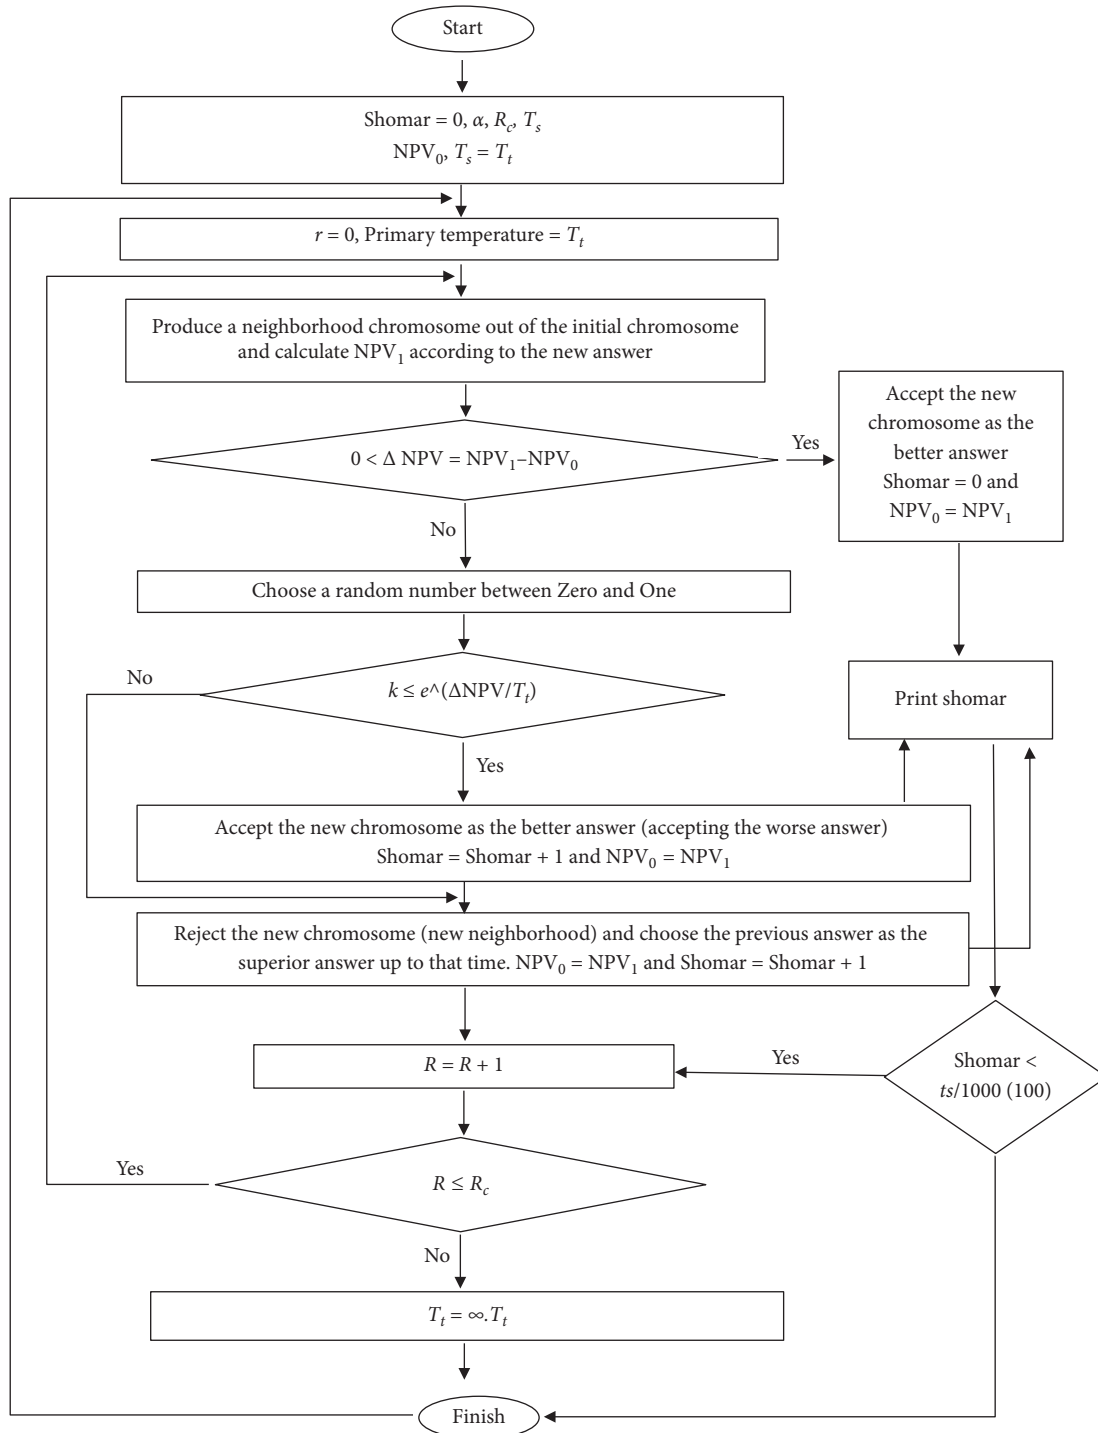 Start
Shomar = 0, α, R_c, T_s
NPV_0, T_s = T_t
r = 0, Primary temperature = T_t
Produce a neighborhood chromosome out of the initial chromosome
and calculate NPV_1 according to the new answer
0 < Δ NPV = NPV_1–NPV_0
Yes
Accept the new
chromosome as the
better answer
Shomar = 0 and
NPV_0 = NPV_1
No
Choose a random number between Zero and One
No
k ≤ e^(ΔNPV/T_t)
Print shomar
Yes
Accept the new chromosome as the better answer (accepting the worse answer)
Shomar = Shomar + 1 and NPV_0 = NPV_1
Reject the new chromosome (new neighborhood) and choose the previous answer as the
superior answer up to that time. NPV_0 = NPV_1 and Shomar = Shomar + 1
R = R + 1
Yes
Shomar <
ts/1000 (100)
Yes
R ≤ R_c
No
T_t = ∞.T_t
Finish